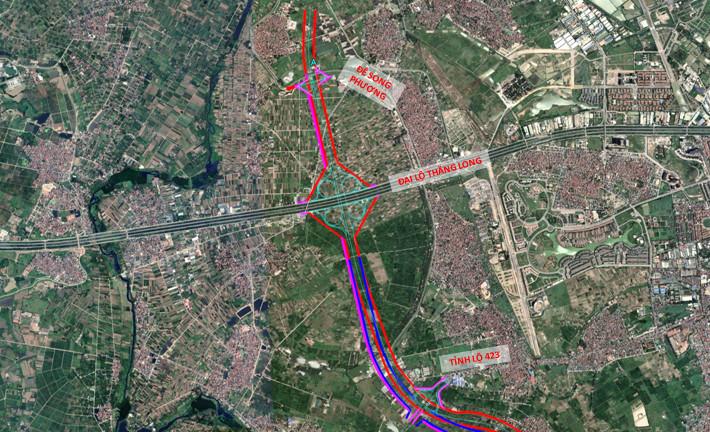 ĐÊ SÔNG
PHƯƠNG
ĐẠI LỘ THĂNG LONG
TỈNH LỘ 423